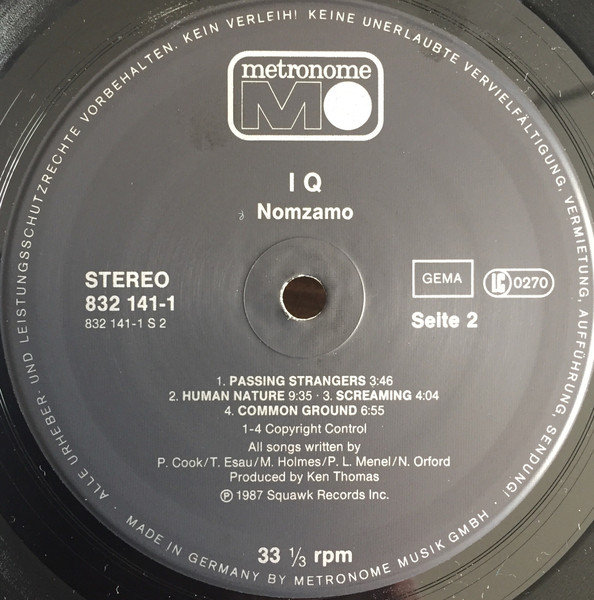 ALLE URHEBER- UND LEISTUNGSSCHUTZRECHTE VORBEHALTEN. KEIN VERLEIH! KEINE UNERLAUBTE VERVIELFÄLTIGUNG, VERMIETUNG, AUFFÜHRUNG, SENDUNG!
metronome
MO
I Q
Nomzamo
STEREO
832 141-1
832 141-1 S 2
GEMA
LC 0270
Seite 2
1. PASSING STRANGERS 3:46
2. HUMAN NATURE 9:35 · 3. SCREAMING 4:04
4. COMMON GROUND 6:55
1-4 Copyright Control
All songs written by
P. Cook/T. Esau/M. Holmes/P. L. Menel/N. Orford
Produced by Ken Thomas
℗ 1987 Squawk Records Inc.
33 1/3 rpm
· MADE IN GERMANY BY METRONOME MUSIK GMBH ·